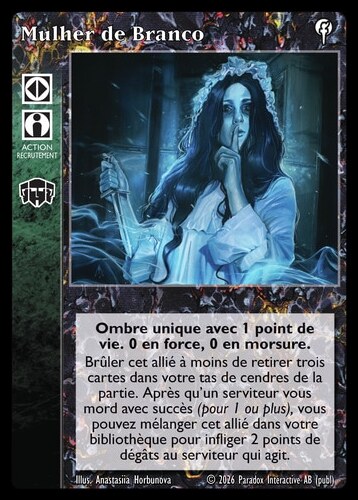 Mulher de Branco
ACTION
RECRUTEMENT
Ombre unique avec 1 point de
vie. 0 en force, 0 en morsure.
Brûler cet allié à moins de retirer trois
cartes dans votre tas de cendres de la
partie. Après qu'un serviteur vous
mord avec succès (pour 1 ou plus), vous
pouvez mélanger cet allié dans votre
bibliothèque pour infliger 2 points de
dégâts au serviteur qui agit.
Illus. Anastasiia Horbunova
© 2026 Paradox Interactive AB (publ)